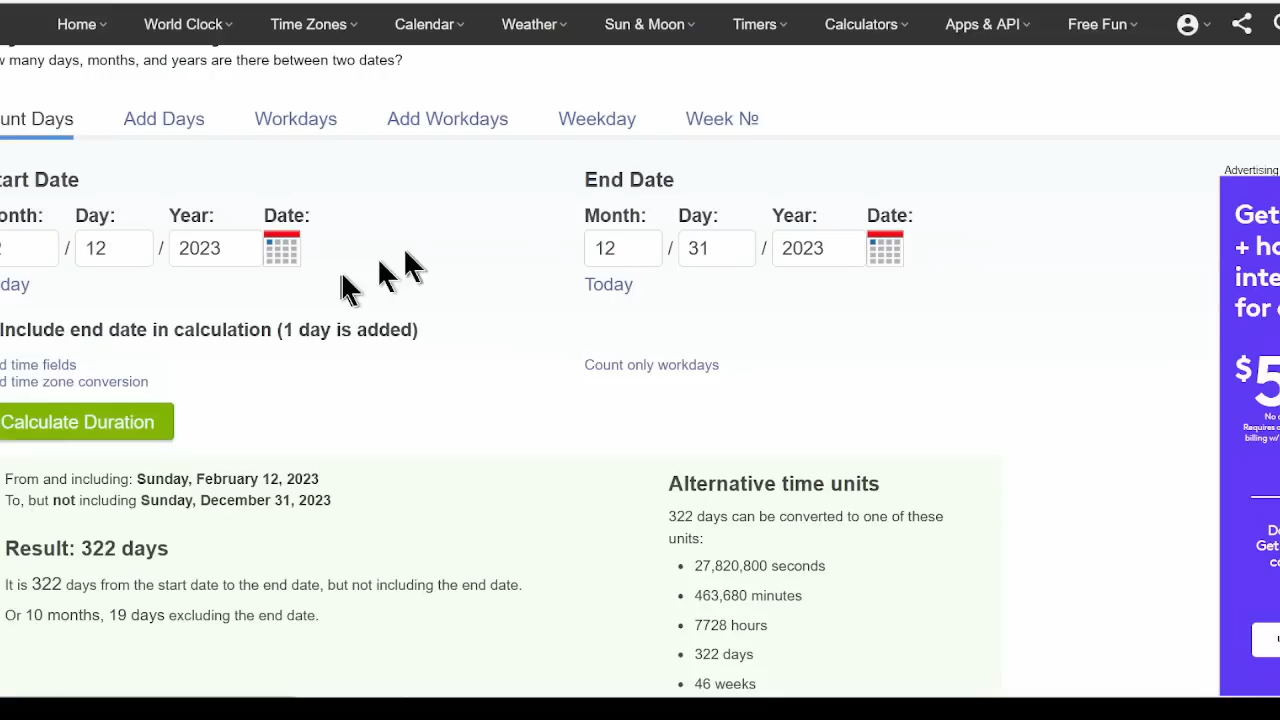 Home
World Clock
Time Zones
Calendar
Weather
Sun & Moon
Timers
Calculators
Apps & API
Free Fun
many days, months, and years are there between two dates?
Days
Add Days
Workdays
Add Workdays
Weekday
Week №
Date
End Date
Day:
Year:
Date:
Month:
Day:
Year:
Date:
/ 12 / 2023
12 / 31 / 2023
Today
Include end date in calculation (1 day is added)
time fields
time zone conversion
Count only workdays
Calculate Duration
From and including: Sunday, February 12, 2023
To, but not including Sunday, December 31, 2023
Result: 322 days
It is 322 days from the start date to the end date, but not including the end date.
Or 10 months, 19 days excluding the end date.
Alternative time units
322 days can be converted to one of these
units:
• 27,820,800 seconds
• 463,680 minutes
• 7728 hours
• 322 days
• 46 weeks
Advertising
Get
+
for
$5
No
Requires
billing w/
Get